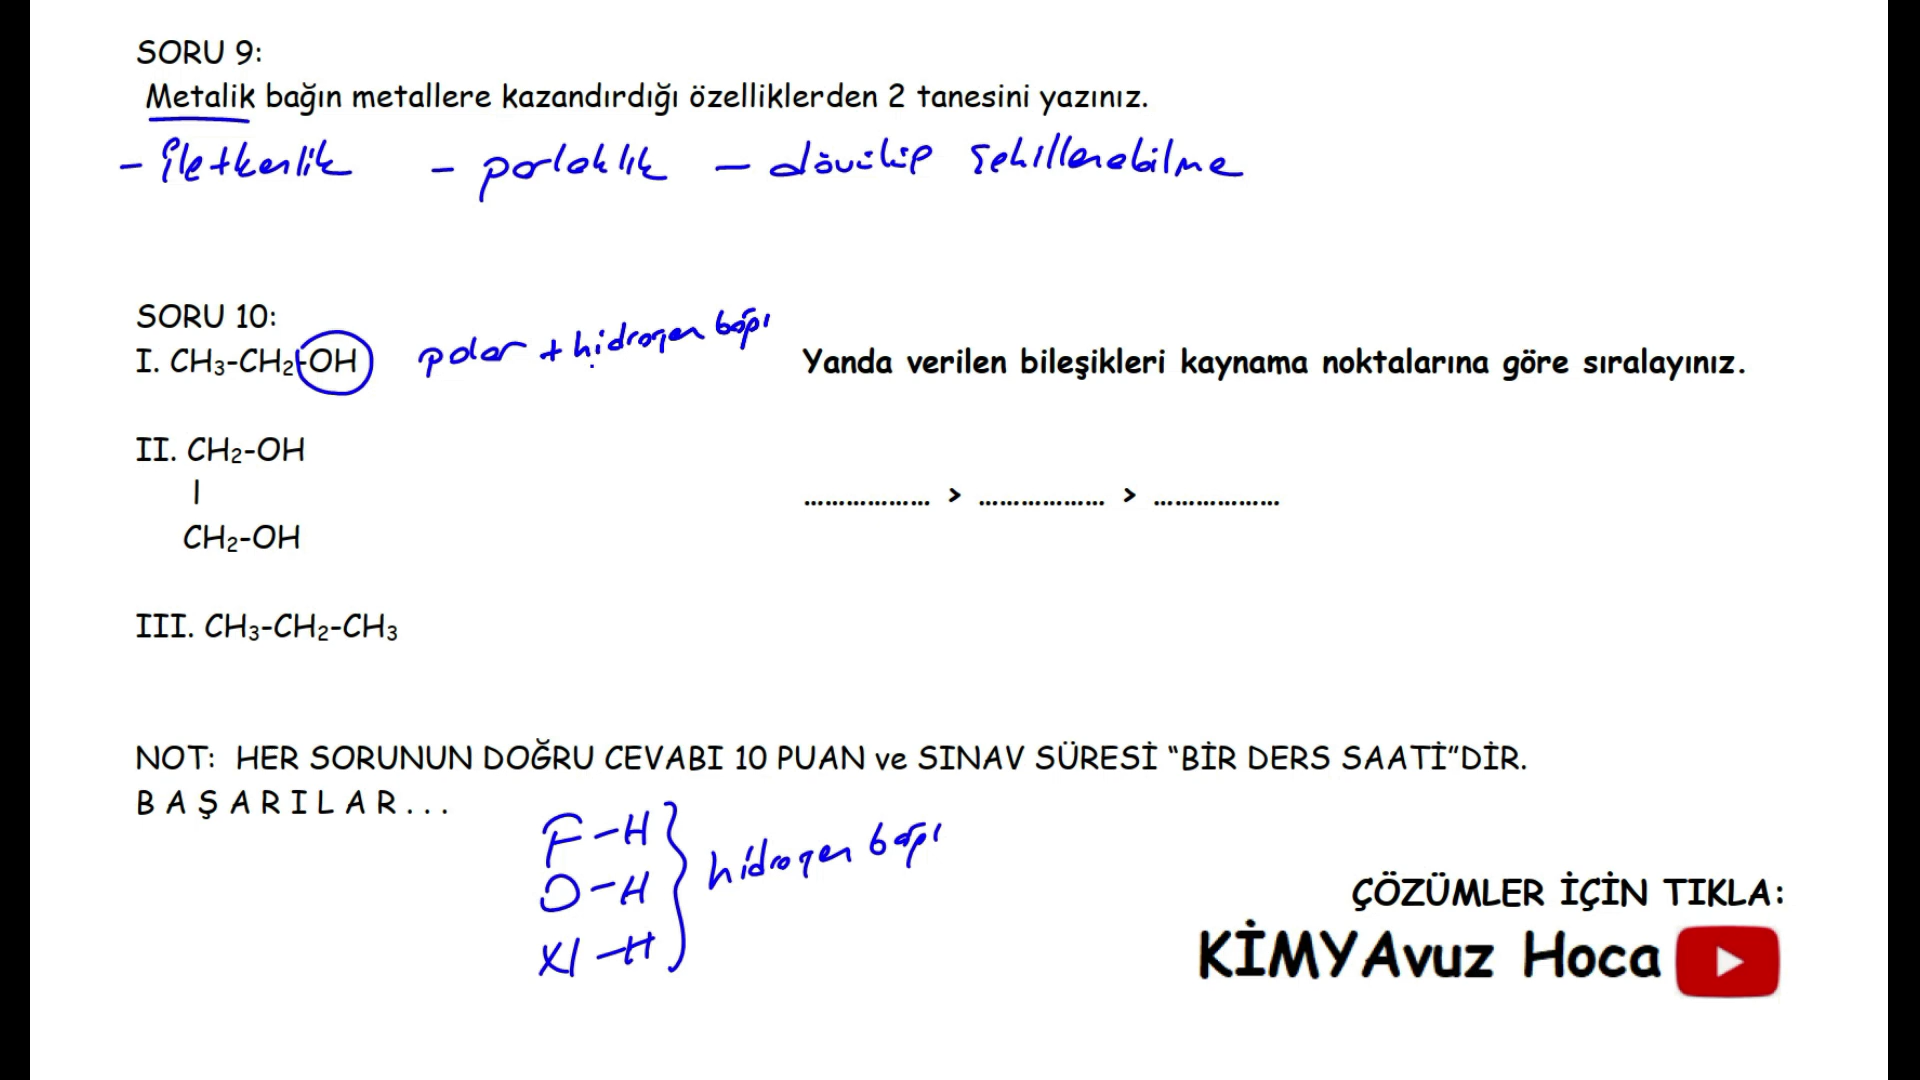 SORU 9:
Metalik bağın metallere kazandırdığı özelliklerden 2 tanesini yazınız.
- iletkenlik - parlaklık - dövülüp şekillenebilme
SORU 10:
I. CH₃-CH₂-OH polar + hidrojen bağı
Yanda verilen bileşikleri kaynama noktalarına göre sıralayınız.
II. CH₂-OH
|
CH₂-OH
.................. > .................. > ..................
III. CH₃-CH₂-CH₃
NOT: HER SORUNUN DOĞRU CEVABI 10 PUAN ve SINAV SÜRESİ “BİR DERS SAATİ”DİR.
B A Ş A R I L A R . . .
F-H
O-H
N-H
} hidrojen bağı
ÇÖZÜMLER İÇİN TIKLA:
KİMYAvuz Hoca